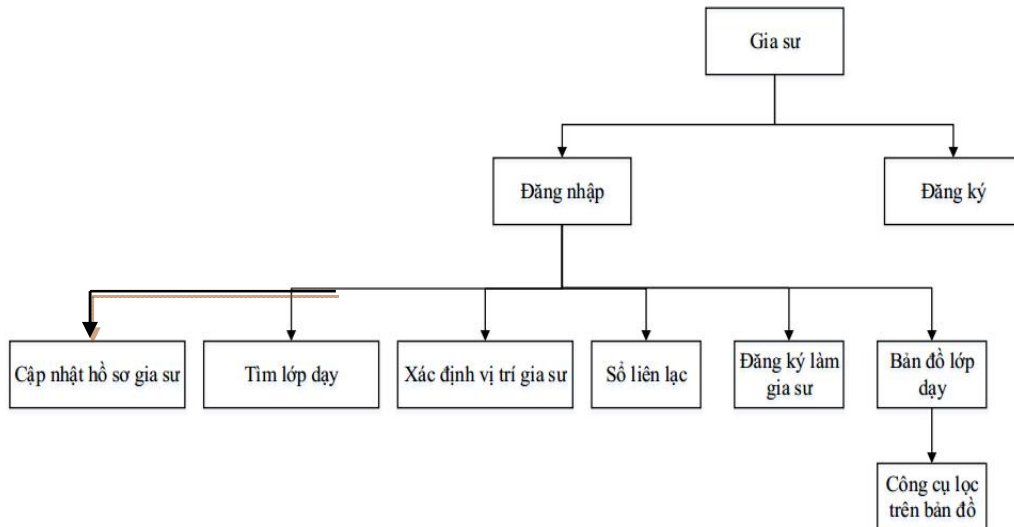 Gia sư
Đăng nhập
Đăng ký
Cập nhật hồ sơ gia sư
Tìm lớp dạy
Xác định vị trí gia sư
Sổ liên lạc
Đăng ký làm
gia sư
Bản đồ lớp
dạy
Công cụ lọc
trên bản đồ